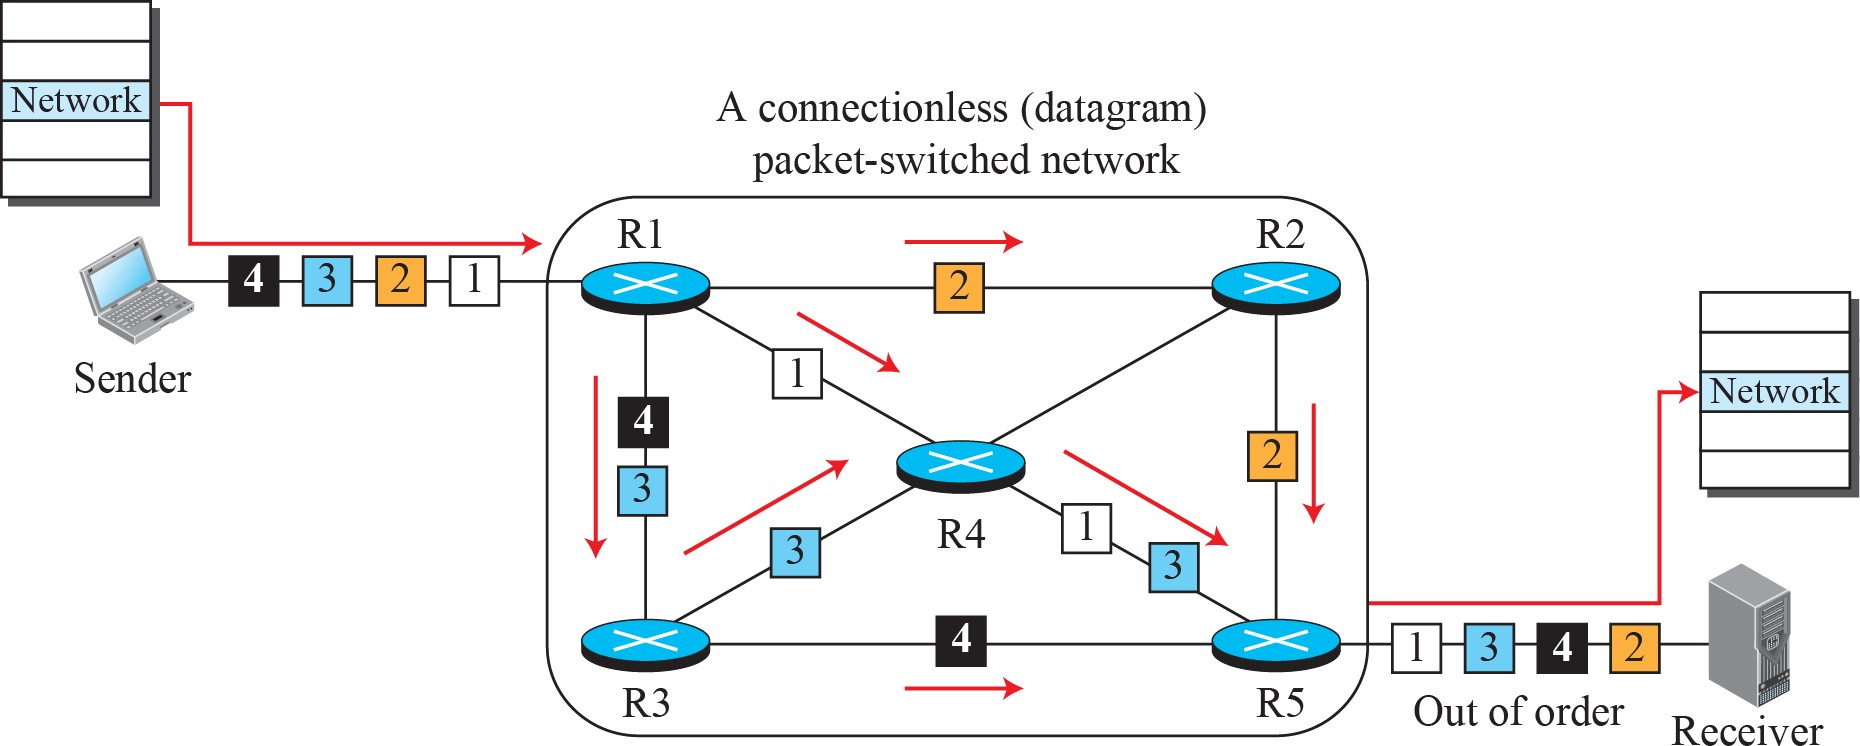 Network
A connectionless (datagram)
packet-switched network
R1
R2
4 3 2 1
2
Sender
1
4
2
3
Network
R4
1
3
3
4
1 3 4 2
R3
R5
Out of order
Receiver